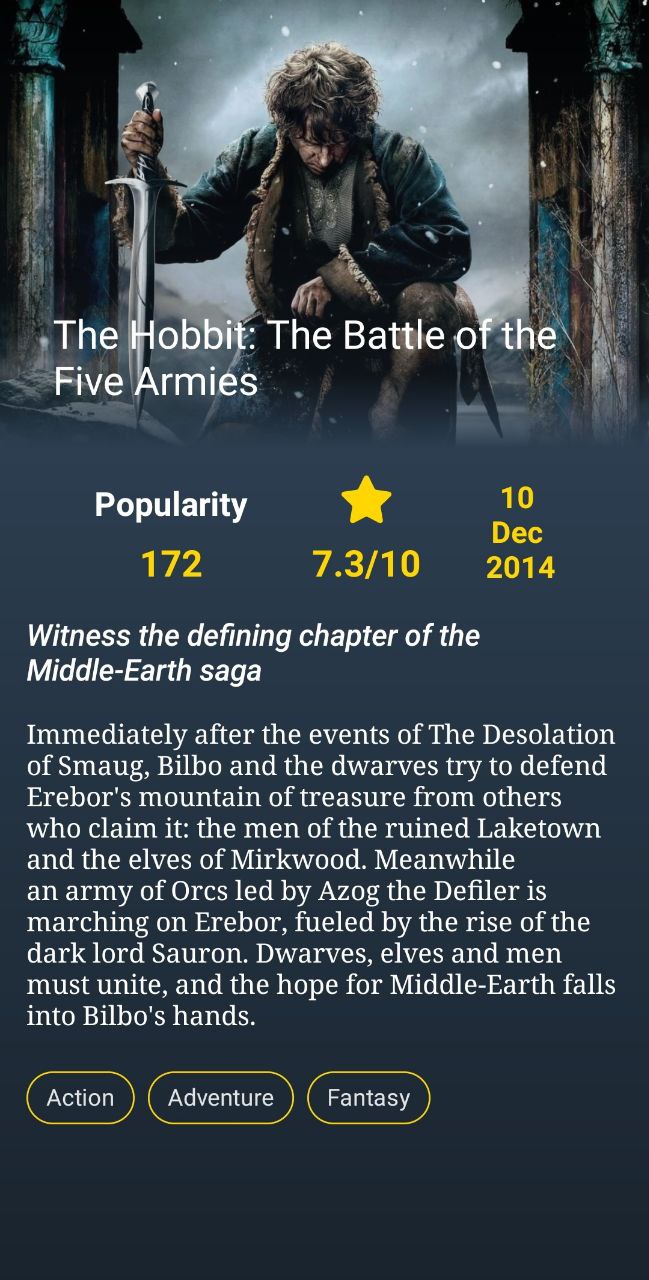 The Hobbit: The Battle of the
Five Armies
Popularity
172
7.3/10
10
Dec
2014
Witness the defining chapter of the
Middle-Earth saga
Immediately after the events of The Desolation
of Smaug, Bilbo and the dwarves try to defend
Erebor's mountain of treasure from others
who claim it: the men of the ruined Laketown
and the elves of Mirkwood. Meanwhile
an army of Orcs led by Azog the Defiler is
marching on Erebor, fueled by the rise of the
dark lord Sauron. Dwarves, elves and men
must unite, and the hope for Middle-Earth falls
into Bilbo's hands.
Action
Adventure
Fantasy